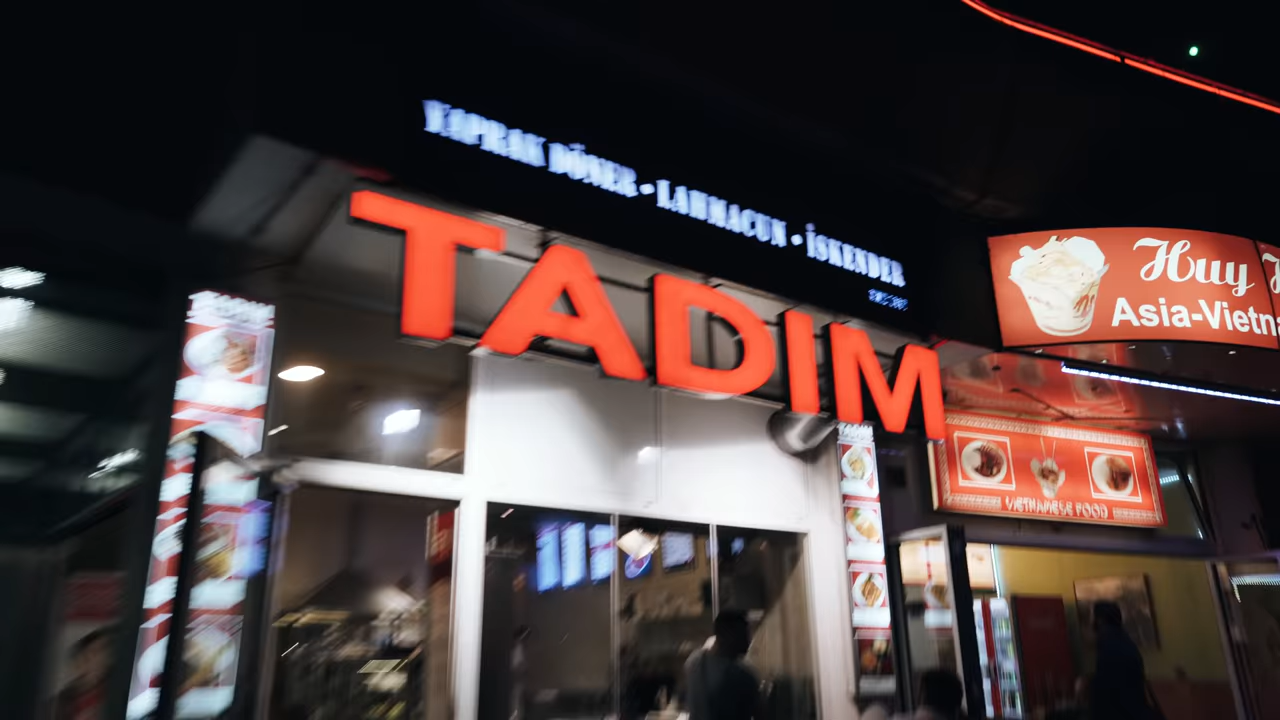 YAPRAK DÖNER • LAHMACUN • İSKENDER
TADIM
Huy
Asia-Vietn
VIETNAMESE FOOD